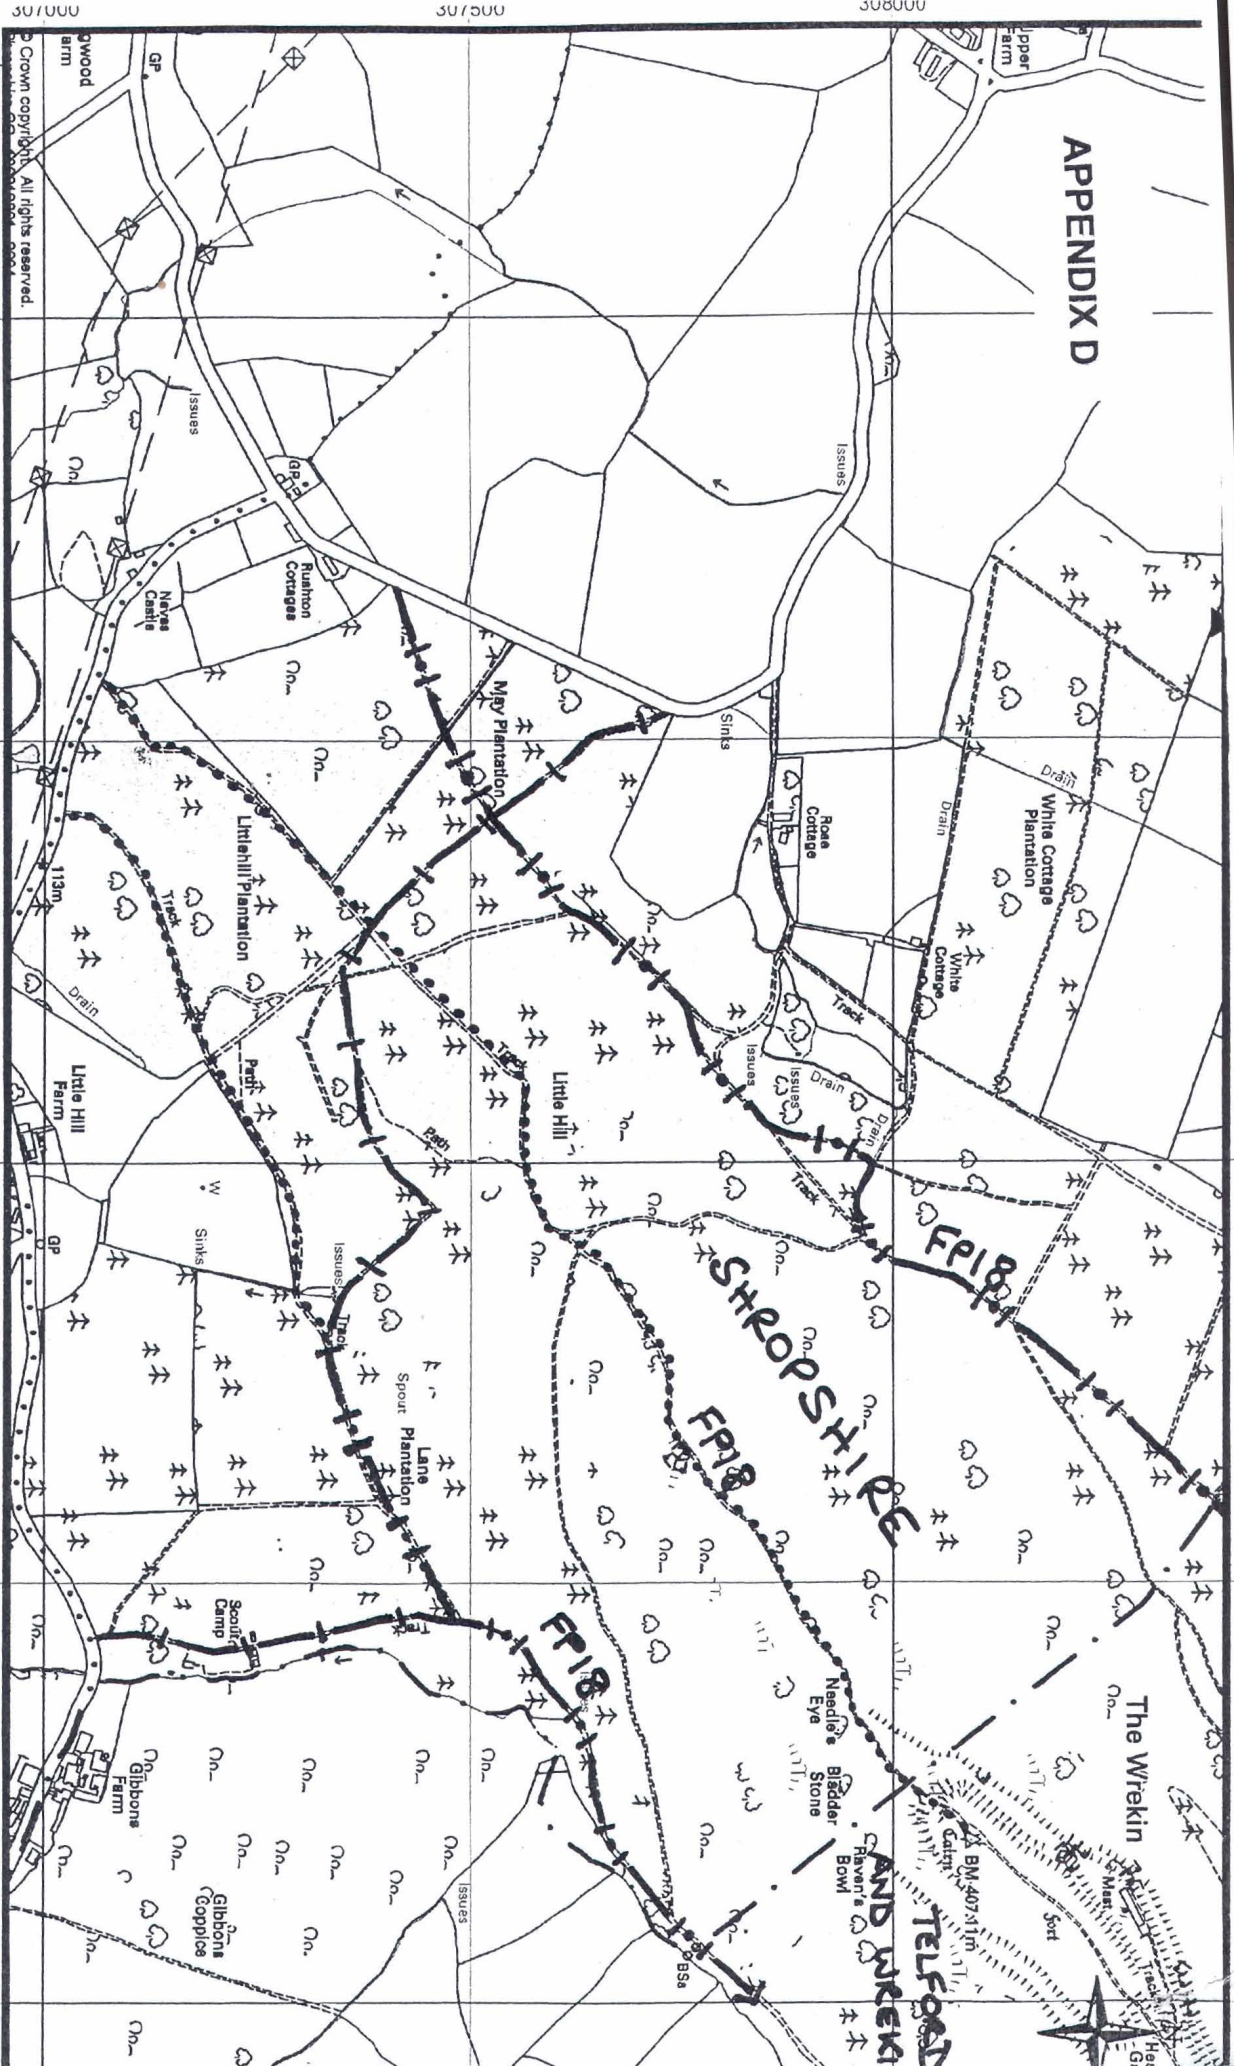 307000
307500
308000
APPENDIX D
Farm
GP
© Crown copyright. All rights reserved.
Issues
Issues
GP
Rushton
Cottages
Naves
Castle
May Plantation
Sinks
Rose
Cottage
Drain
Drain
White Cottage
Plantation
White
Cottage
Track
Littlehill Plantation
113m
Track
Drain
Little Hill
Farm
Path
Path
Little Hill
Issues
Issues
Drain
Drain
Track
W
Sinks
GP
Issues
Track
Spout
Lane
Plantation
FP18
SHROPSHIRE
FP18
FP18
Scout
Camp
Gibbons
Farm
Gibbons
Coppice
Issues
Needle's
Eye
Bladder
Stone
Raven's
Bowl
The Wrekin
Cairn
BM 407.11m
Fort
Mast
Track
BSs
TELFORD
AND WREKI